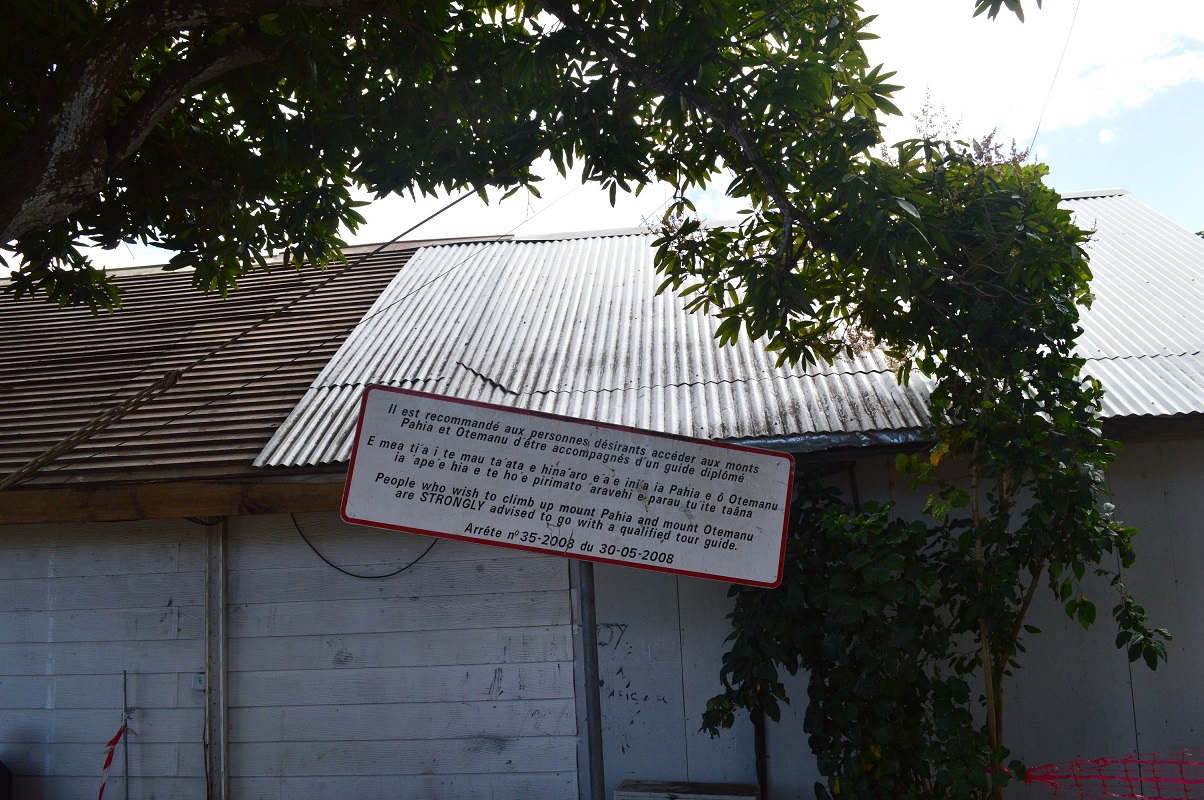 Il est recommandé aux personnes désirants accéder aux monts
Pahia et Otemanu d'être accompagnés d'un guide diplômé
E mea ti'a i te mau ta'ata e hina'aro e a'e ini'a ia Pahia e ô Otemanu
ia 'ape'e hia e te ho'e pirimato 'aravehi e parau tu'ite taâna
People who wish to climb up mount Pahia and mount Otemanu
are STRONGLY advised to go with a qualified tour guide.
Arrête n° 35-2008 du 30-05-2008